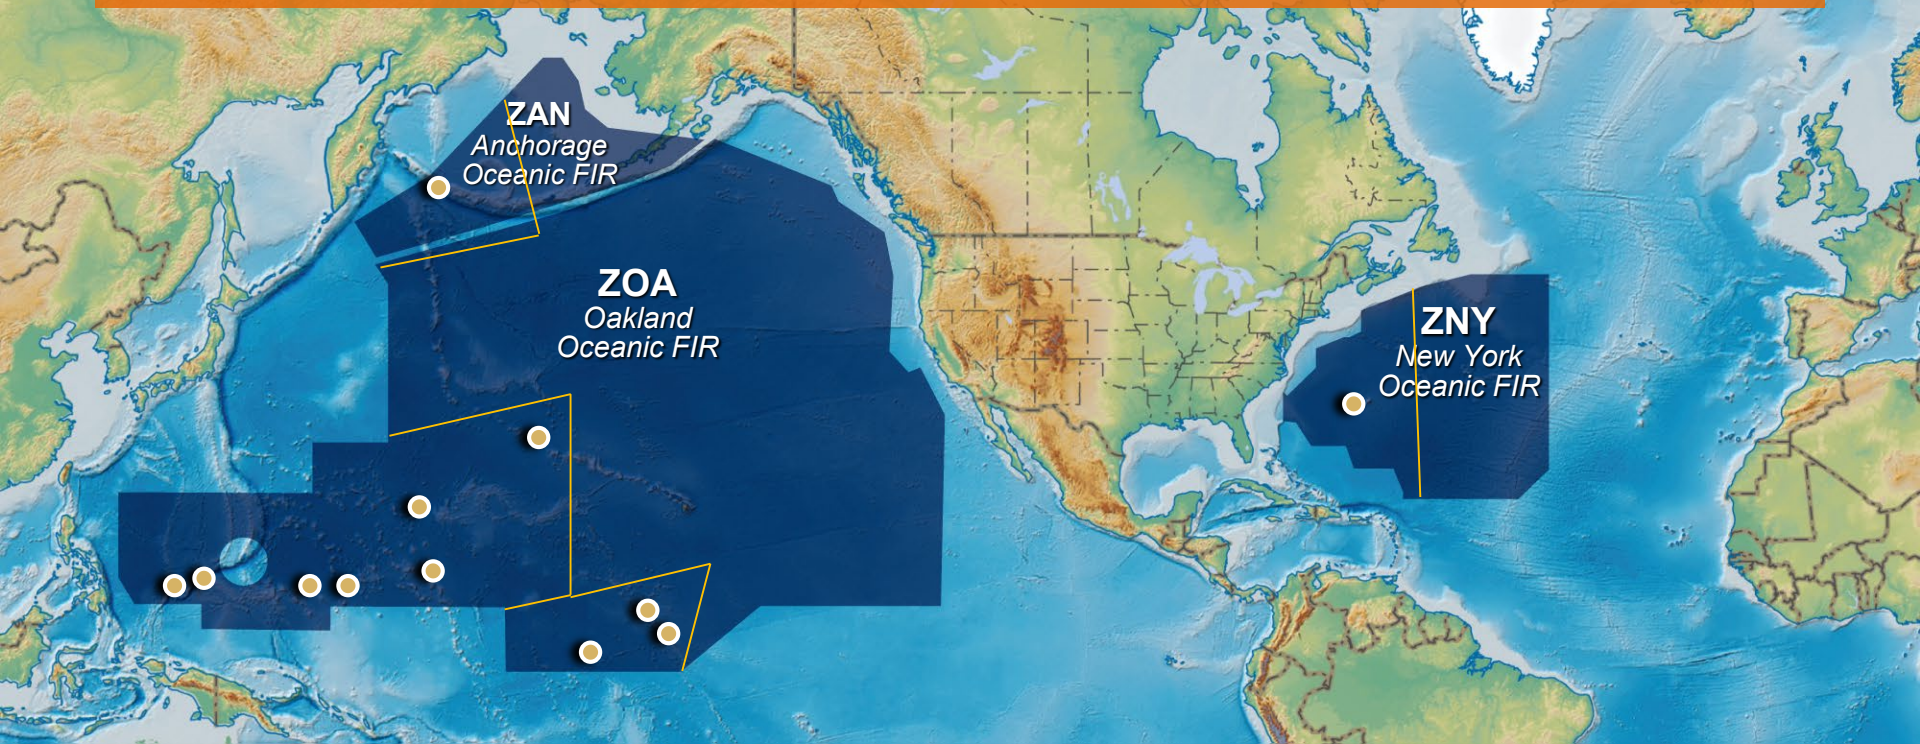 ZAN
Anchorage
Oceanic FIR
ZOA
Oakland
Oceanic FIR
ZNY
New York
Oceanic FIR